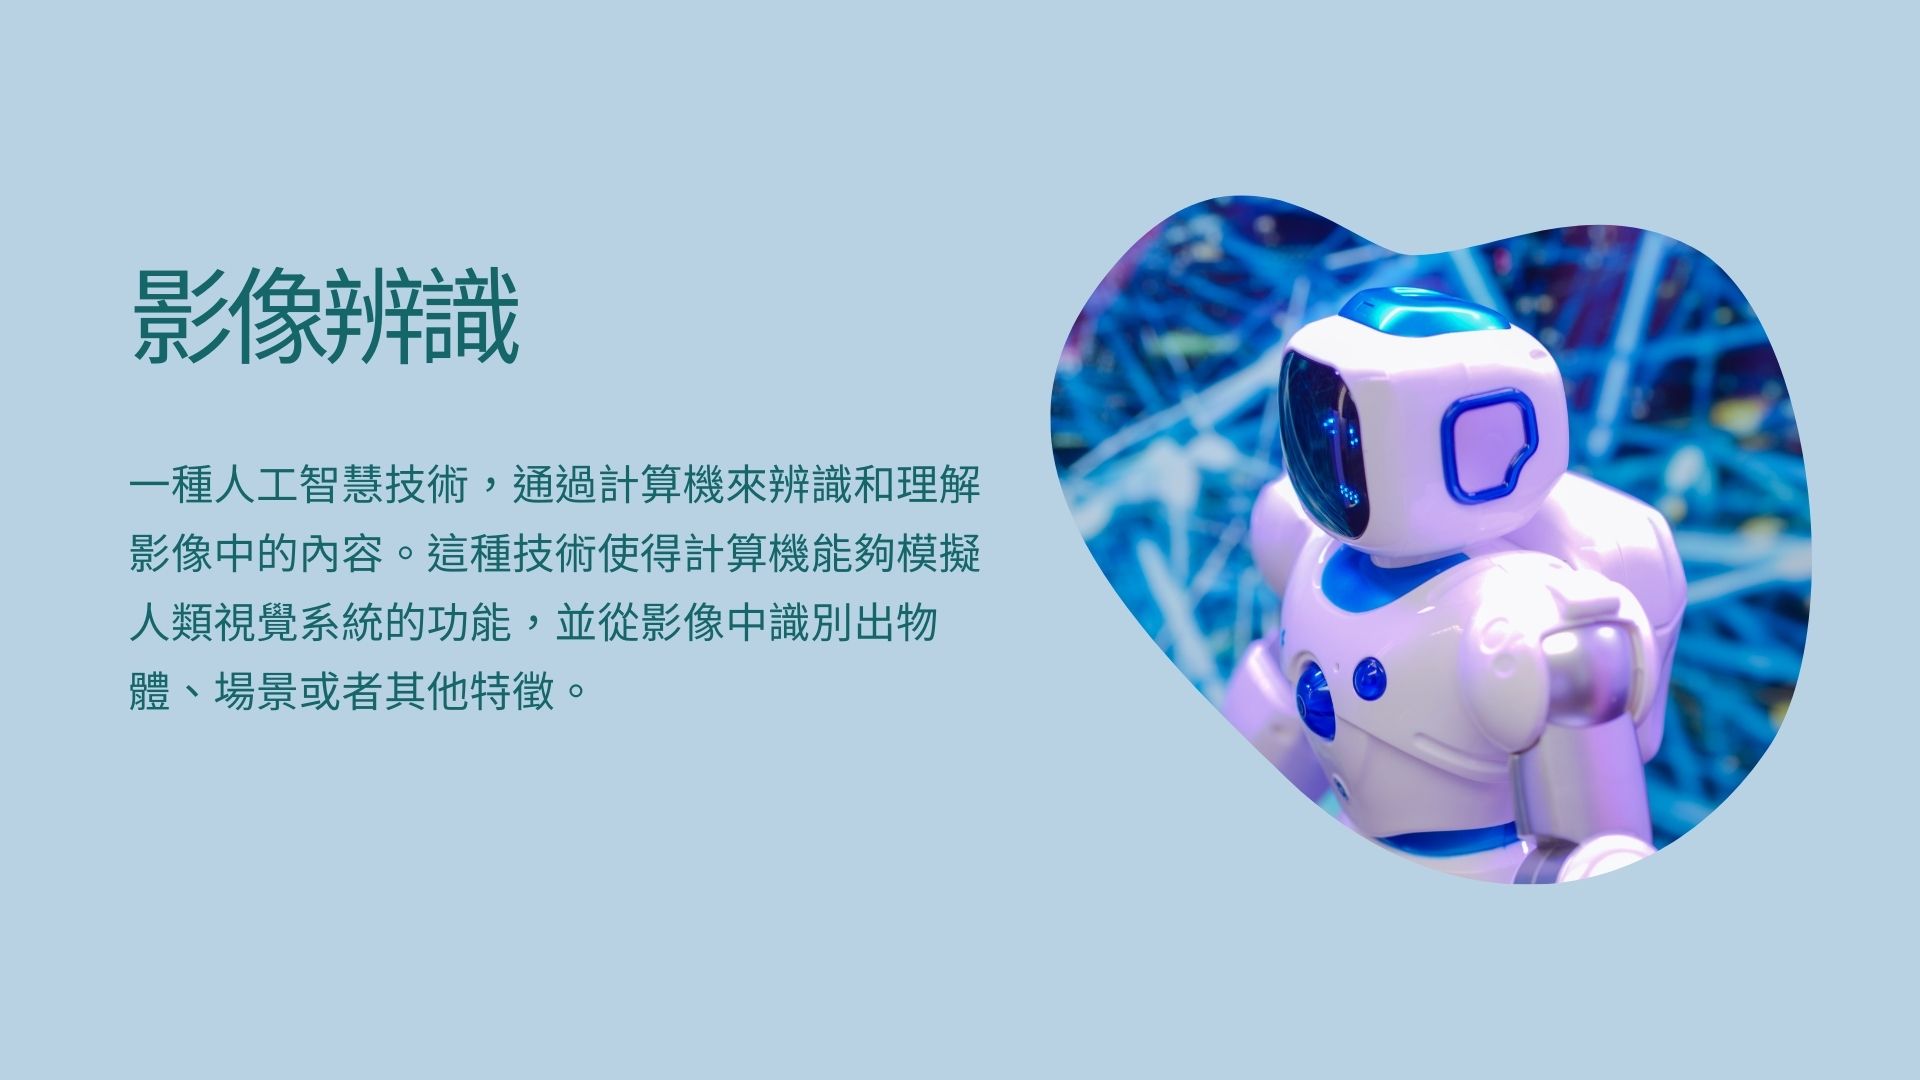 影像辨識
一種人工智慧技術，通過計算機來辨識和理解
影像中的內容。這種技術使得計算機能夠模擬
人類視覺系統的功能，並從影像中識別出物
體、場景或者其他特徵。